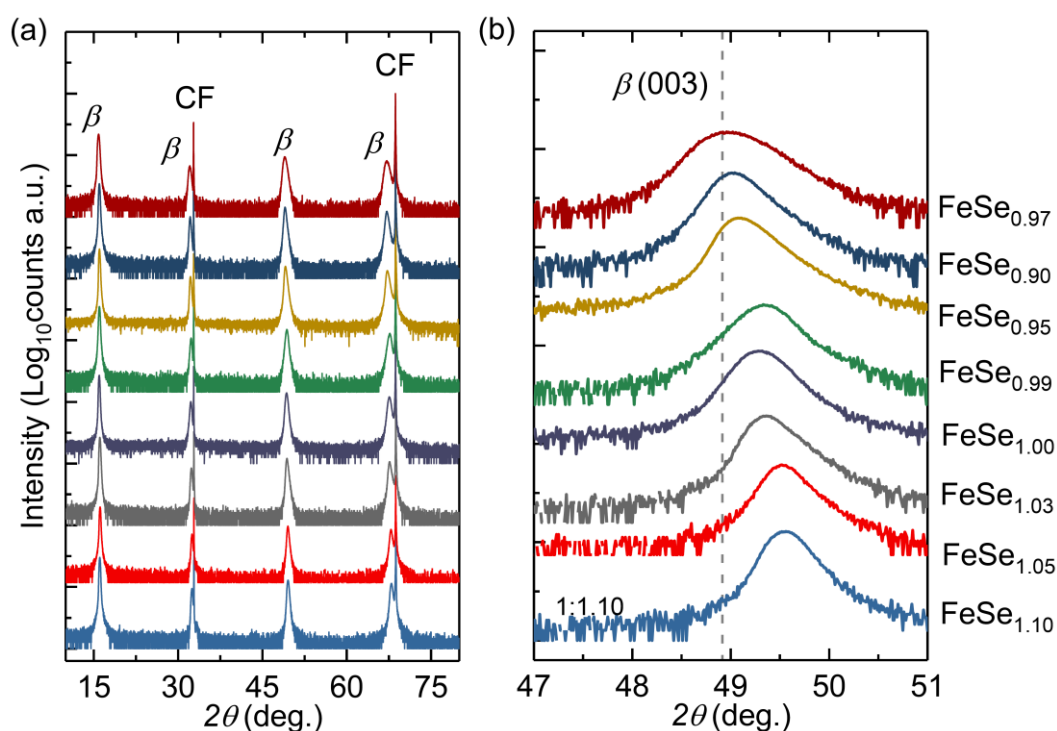 (a)
CF
CF
β
β
β
β
Intensity (Log₁₀counts a.u.)
15 30 45 60 75
2θ (deg.)
(b)
β (003)
FeSe₀.₉₇
FeSe₀.₉₀
FeSe₀.₉₅
FeSe₀.₉₉
FeSe₁.₀₀
FeSe₁.₀₃
FeSe₁.₀₅
FeSe₁.₁₀
1:1.10
47 48 49 50 51
2θ (deg.)